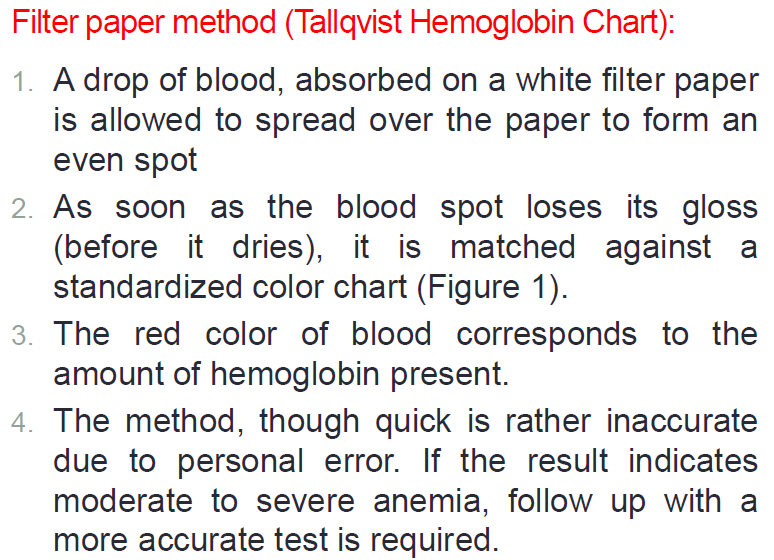 Filter paper method (Tallqvist Hemoglobin Chart):
1. A drop of blood, absorbed on a white filter paper
is allowed to spread over the paper to form an
even spot
2. As soon as the blood spot loses its gloss
(before it dries), it is matched against a
standardized color chart (Figure 1).
3. The red color of blood corresponds to the
amount of hemoglobin present.
4. The method, though quick is rather inaccurate
due to personal error. If the result indicates
moderate to severe anemia, follow up with a
more accurate test is required.